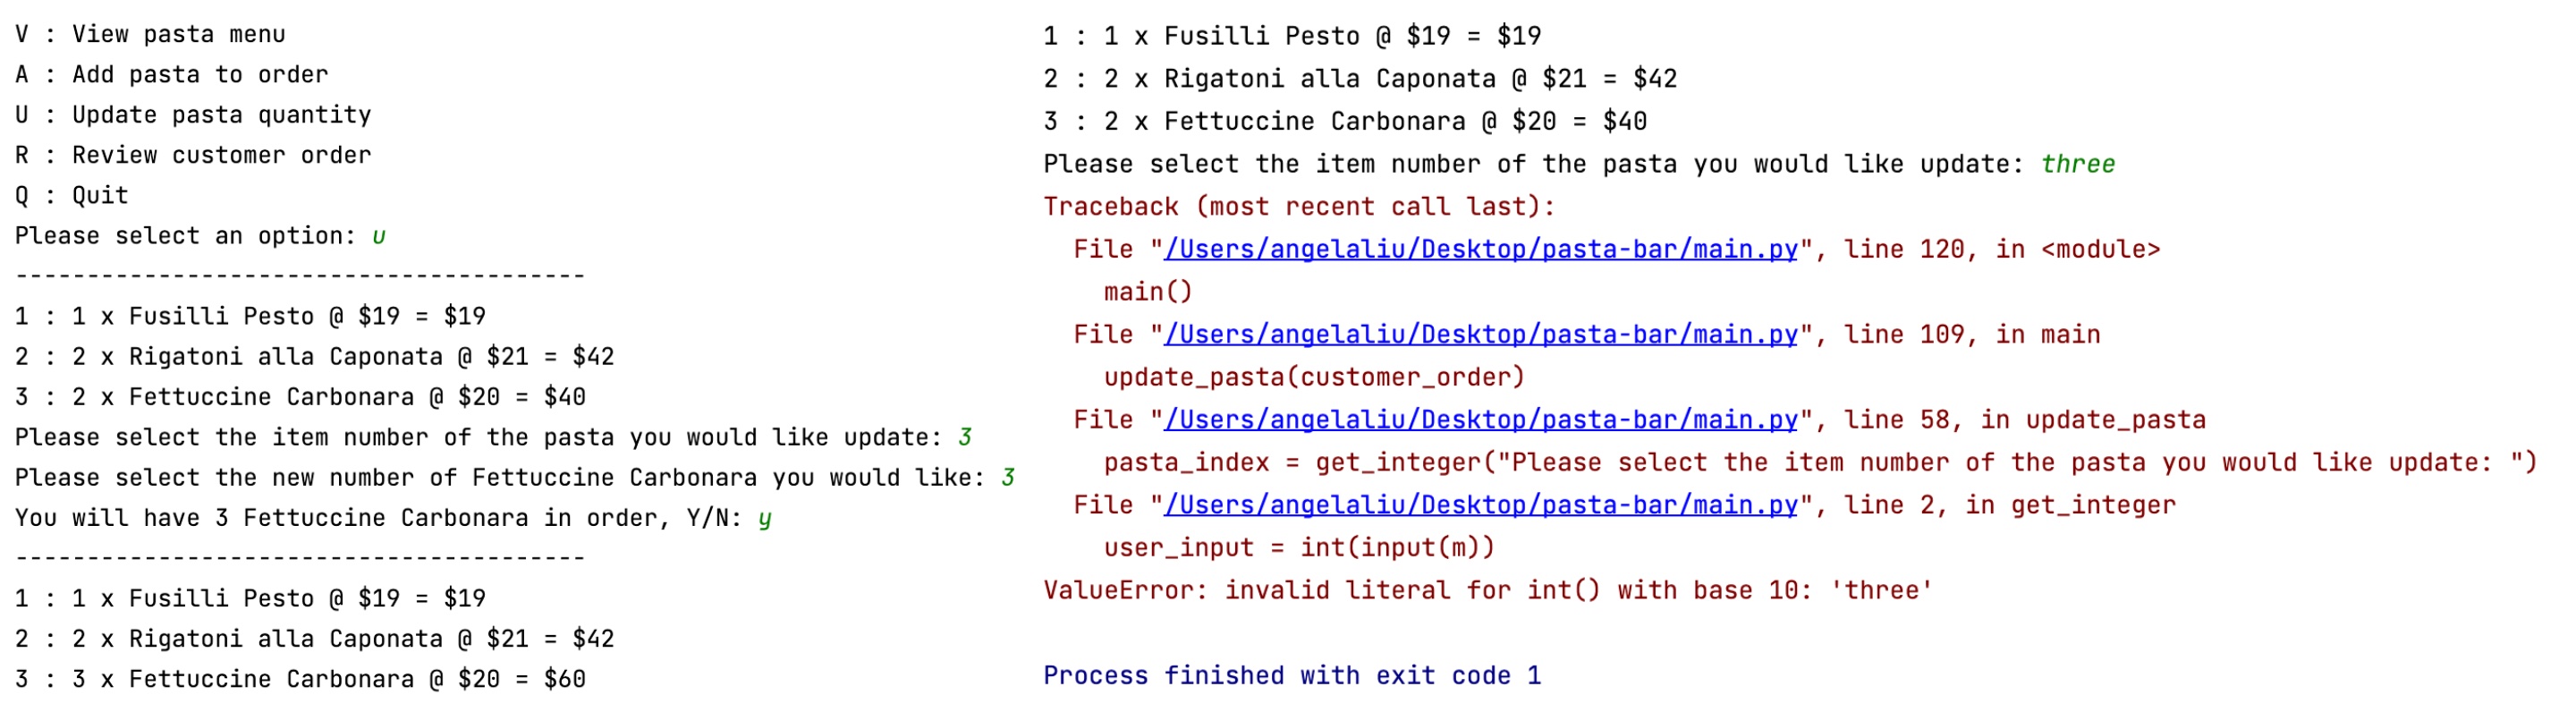 V : View pasta menu
A : Add pasta to order
U : Update pasta quantity
R : Review customer order
Q : Quit
Please select an option: u
----------------------------------------
1 : 1 x Fusilli Pesto @ $19 = $19
2 : 2 x Rigatoni alla Caponata @ $21 = $42
3 : 2 x Fettuccine Carbonara @ $20 = $40
Please select the item number of the pasta you would like update: 3
Please select the new number of Fettuccine Carbonara you would like: 3
You will have 3 Fettuccine Carbonara in order, Y/N: y
----------------------------------------
1 : 1 x Fusilli Pesto @ $19 = $19
2 : 2 x Rigatoni alla Caponata @ $21 = $42
3 : 3 x Fettuccine Carbonara @ $20 = $60
1 : 1 x Fusilli Pesto @ $19 = $19
2 : 2 x Rigatoni alla Caponata @ $21 = $42
3 : 2 x Fettuccine Carbonara @ $20 = $40
Please select the item number of the pasta you would like update: three
Traceback (most recent call last):
  File "/Users/angelaliu/Desktop/pasta-bar/main.py", line 120, in <module>
    main()
  File "/Users/angelaliu/Desktop/pasta-bar/main.py", line 109, in main
    update_pasta(customer_order)
  File "/Users/angelaliu/Desktop/pasta-bar/main.py", line 58, in update_pasta
    pasta_index = get_integer("Please select the item number of the pasta you would like update: ")
  File "/Users/angelaliu/Desktop/pasta-bar/main.py", line 2, in get_integer
    user_input = int(input(m))
ValueError: invalid literal for int() with base 10: 'three'
Process finished with exit code 1